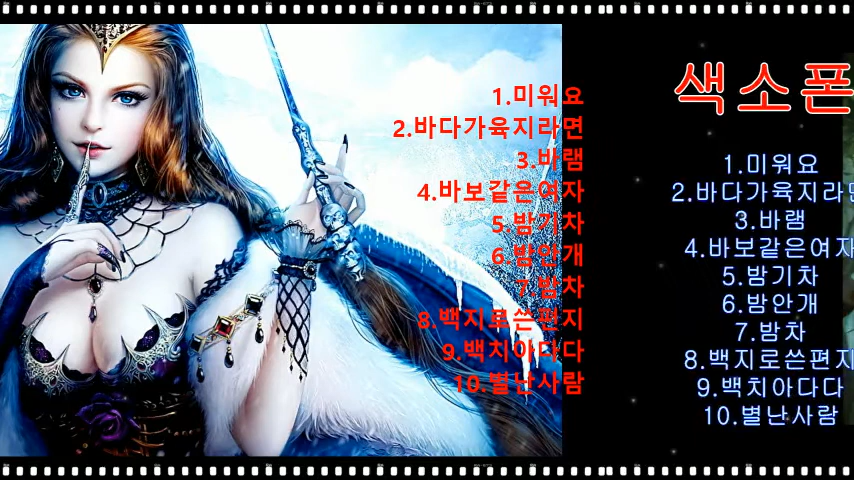 1.미워요
2.바다가육지라면
3.바램
4.바보같은여자
5.밤기차
6.밤안개
7.밤차
8.백지로쓴편지
9.백치아다다
10.별난사람
색소폰
1.미워요
2.바다가육지라면
3.바램
4.바보같은여자
5.밤기차
6.밤안개
7.밤차
8.백지로쓴편지
9.백치아다다
10.별난사람